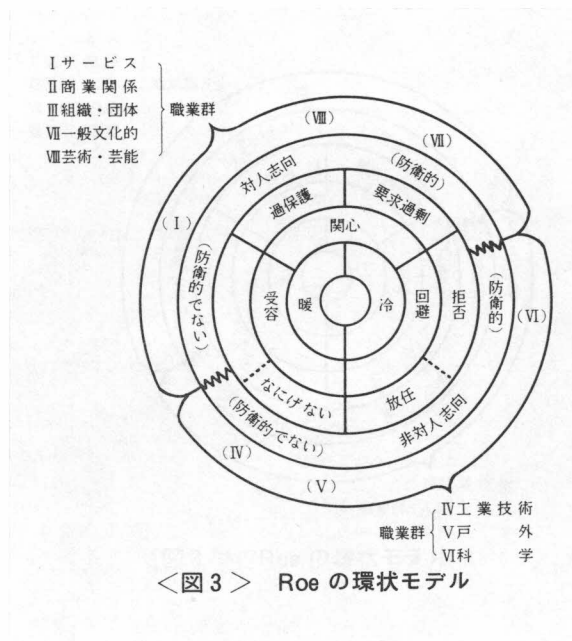 Ⅰサービス
Ⅱ商業関係
Ⅲ組織・団体
Ⅶ一般文化的
Ⅷ芸術・芸能
職業群
(Ⅷ)
(Ⅶ)
対人志向
(防衛的)
過保護
要求過剰
関心
(Ⅰ)
(防衛的でない)
受容
暖
冷
回避
拒否
(防衛的)
(Ⅵ)
なにげない
放任
(防衛的でない)
非対人志向
(Ⅳ)
(Ⅴ)
職業群
Ⅳ工業技術
Ⅴ戸外
Ⅵ科学
<図3> Roeの環状モデル